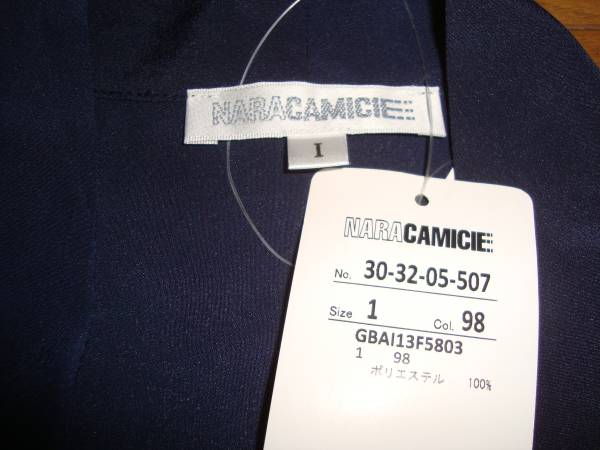 NARACAMICIE
I
NARACAMICIE
No. 30-32-05-507
Size 1 Col. 98
GBAI13F5803
1 98
ポリエステル 100%